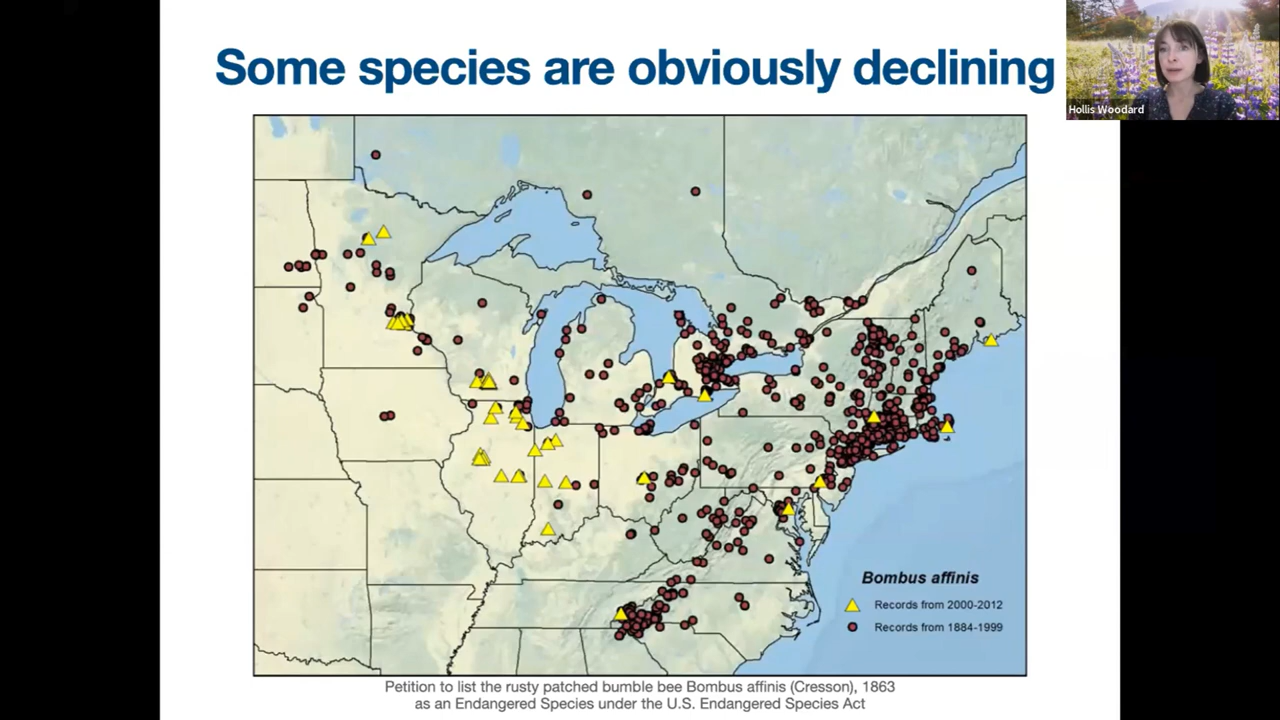 Some species are obviously declining
Hollis Woodard
Bombus affinis
Records from 2000-2012
Records from 1884-1999
Petition to list the rusty patched bumble bee Bombus affinis (Cresson), 1863
as an Endangered Species under the U.S. Endangered Species Act